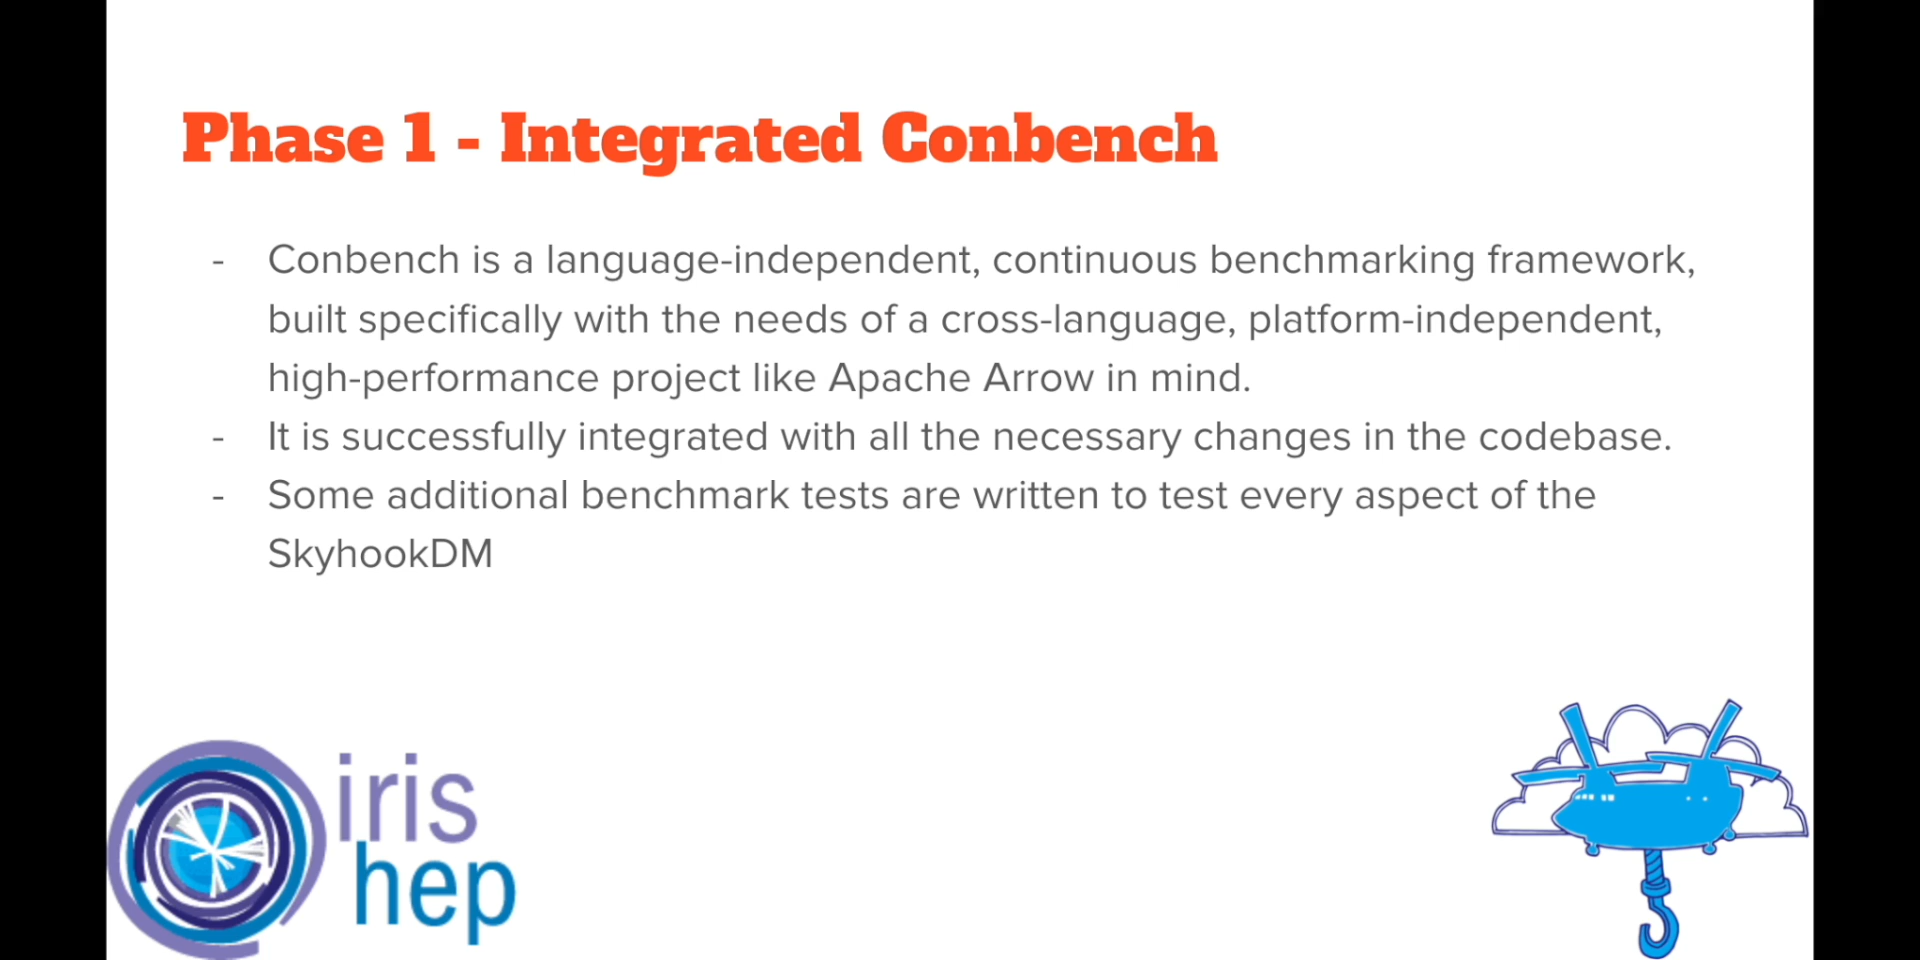 Phase 1 - Integrated Conbench
- Conbench is a language-independent, continuous benchmarking framework,
built specifically with the needs of a cross-language, platform-independent,
high-performance project like Apache Arrow in mind.
- It is successfully integrated with all the necessary changes in the codebase.
- Some additional benchmark tests are written to test every aspect of the
SkyhookDM
iris
hep